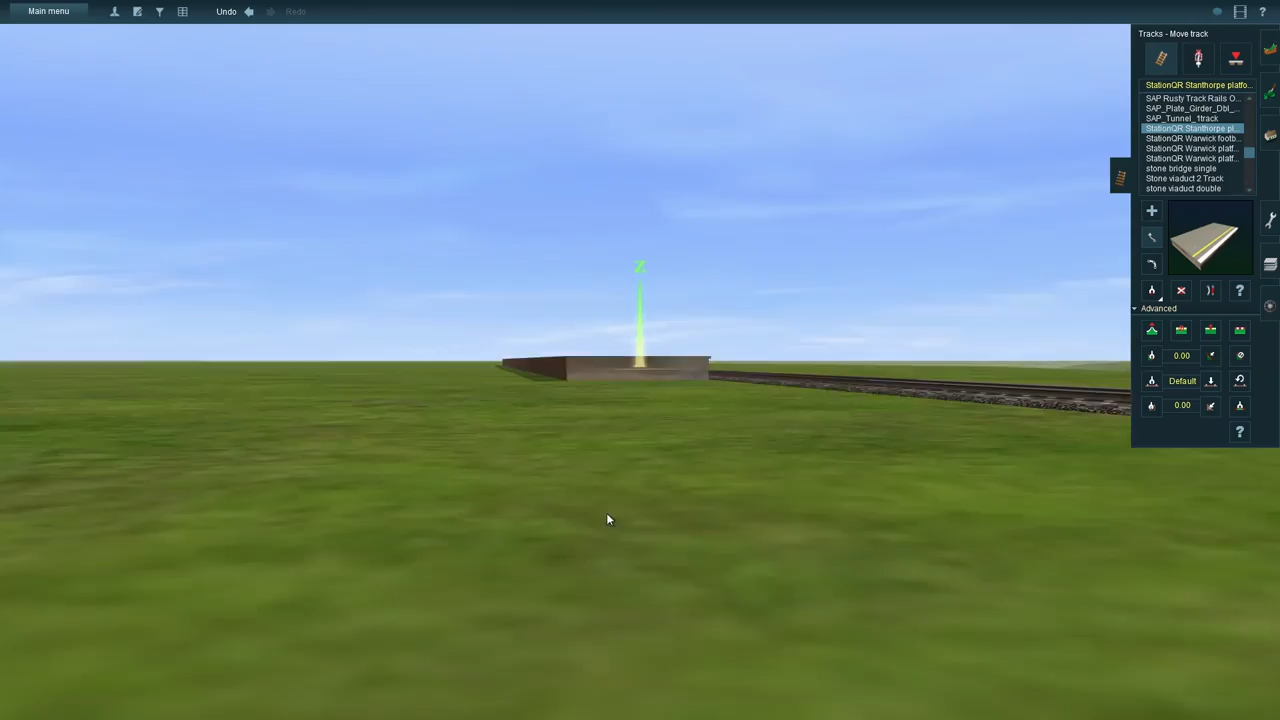 Main menu
Undo
Redo
Tracks - Move track
StationQR Stanthorpe platfo...
SAP Rusty Track Rails O...
SAP_Plate_Girder_Dbl_...
SAP_Tunnel_1track
StationQR Stanthorpe pl...
StationQR Warwick footb...
StationQR Warwick platf...
StationQR Warwick platf...
stone bridge single
Stone viaduct 2 Track
stone viaduct double
Advanced
0.00
Default
0.00
Z